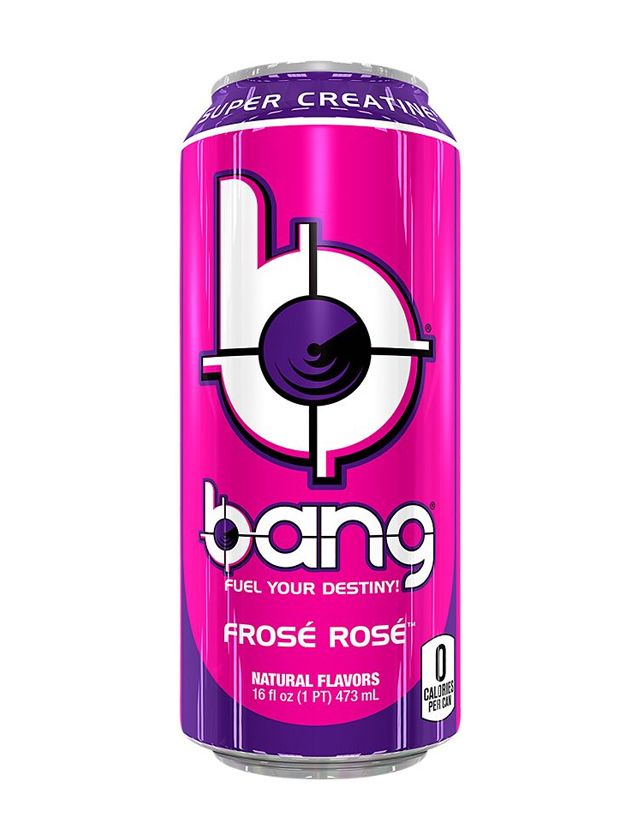 SUPER CREATINE
b
®
bang®
FUEL YOUR DESTINY!
FROSÉ ROSÉ™
NATURAL FLAVORS
16 fl oz (1 PT) 473 mL
0
CALORIES
PER CAN